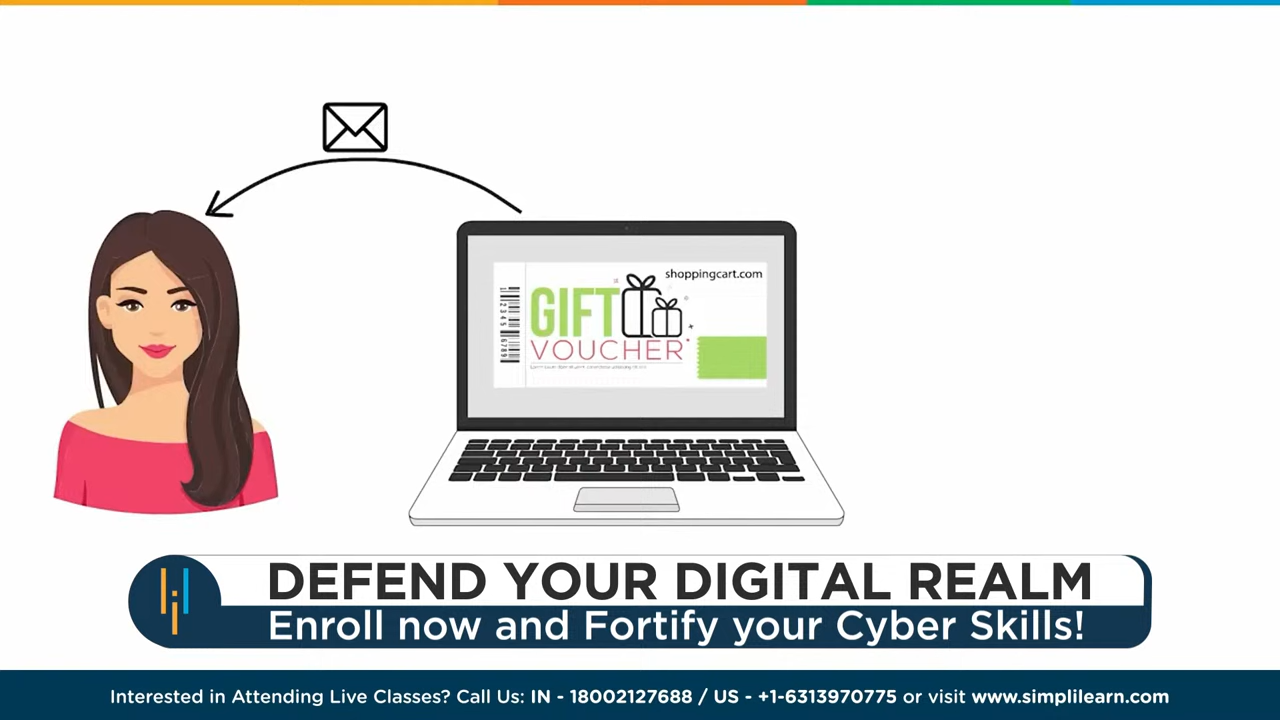 shoppingcart.com
GIFT
VOUCHER
DEFEND YOUR DIGITAL REALM
Enroll now and Fortify your Cyber Skills!
Interested in Attending Live Classes? Call Us: IN - 18002127688 / US - +1-6313970775 or visit www.simplilearn.com